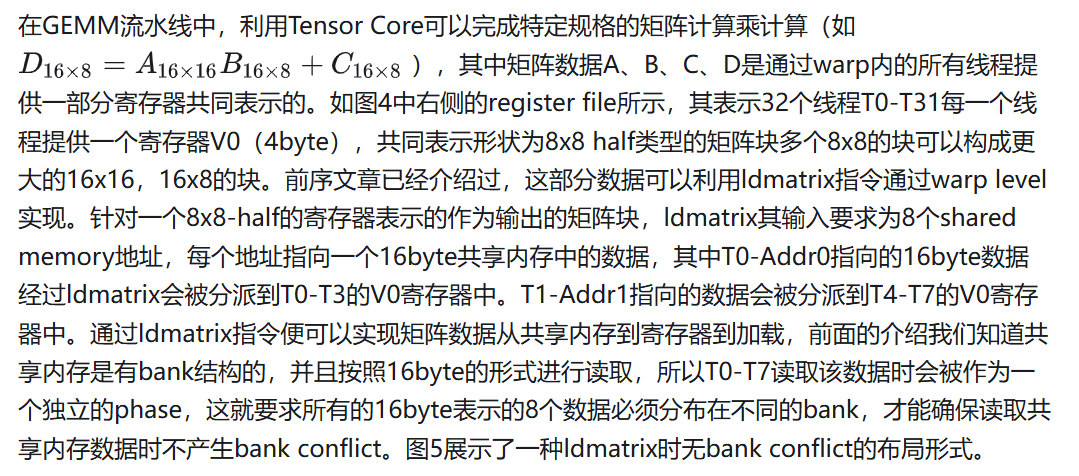 在GEMM流水线中，利用Tensor Core可以完成特定规格的矩阵计算乘计算（如
D₁₆ₓ₈ = A₁₆ₓ₁₆B₁₆ₓ₈ + C₁₆ₓ₈ ），其中矩阵数据A、B、C、D是通过warp内的所有线程提
供一部分寄存器共同表示的。如图4中右侧的register file所示，其表示32个线程T0-T31每一个线
程提供一个寄存器V0（4byte），共同表示形状为8x8 half类型的矩阵块多个8x8的块可以构成更
大的16x16，16x8的块。前序文章已经介绍过，这部分数据可以利用ldmatrix指令通过warp level
实现。针对一个8x8-half的寄存器表示的作为输出的矩阵块，ldmatrix其输入要求为8个shared
memory地址，每个地址指向一个16byte共享内存中的数据，其中T0-Addr0指向的16byte数据
经过ldmatrix会被分派到T0-T3的V0寄存器中。T1-Addr1指向的数据会被分派到T4-T7的V0寄存
器中。通过ldmatrix指令便可以实现矩阵数据从共享内存到寄存器到加载，前面的介绍我们知道共
享内存是有bank结构的，并且按照16byte的形式进行读取，所以T0-T7读取该数据时会被作为一
个独立的phase，这就要求所有的16byte表示的8个数据必须分布在不同的bank，才能确保读取共
享内存数据时不产生bank conflict。图5展示了一种ldmatrix时无bank conflict的布局形式。